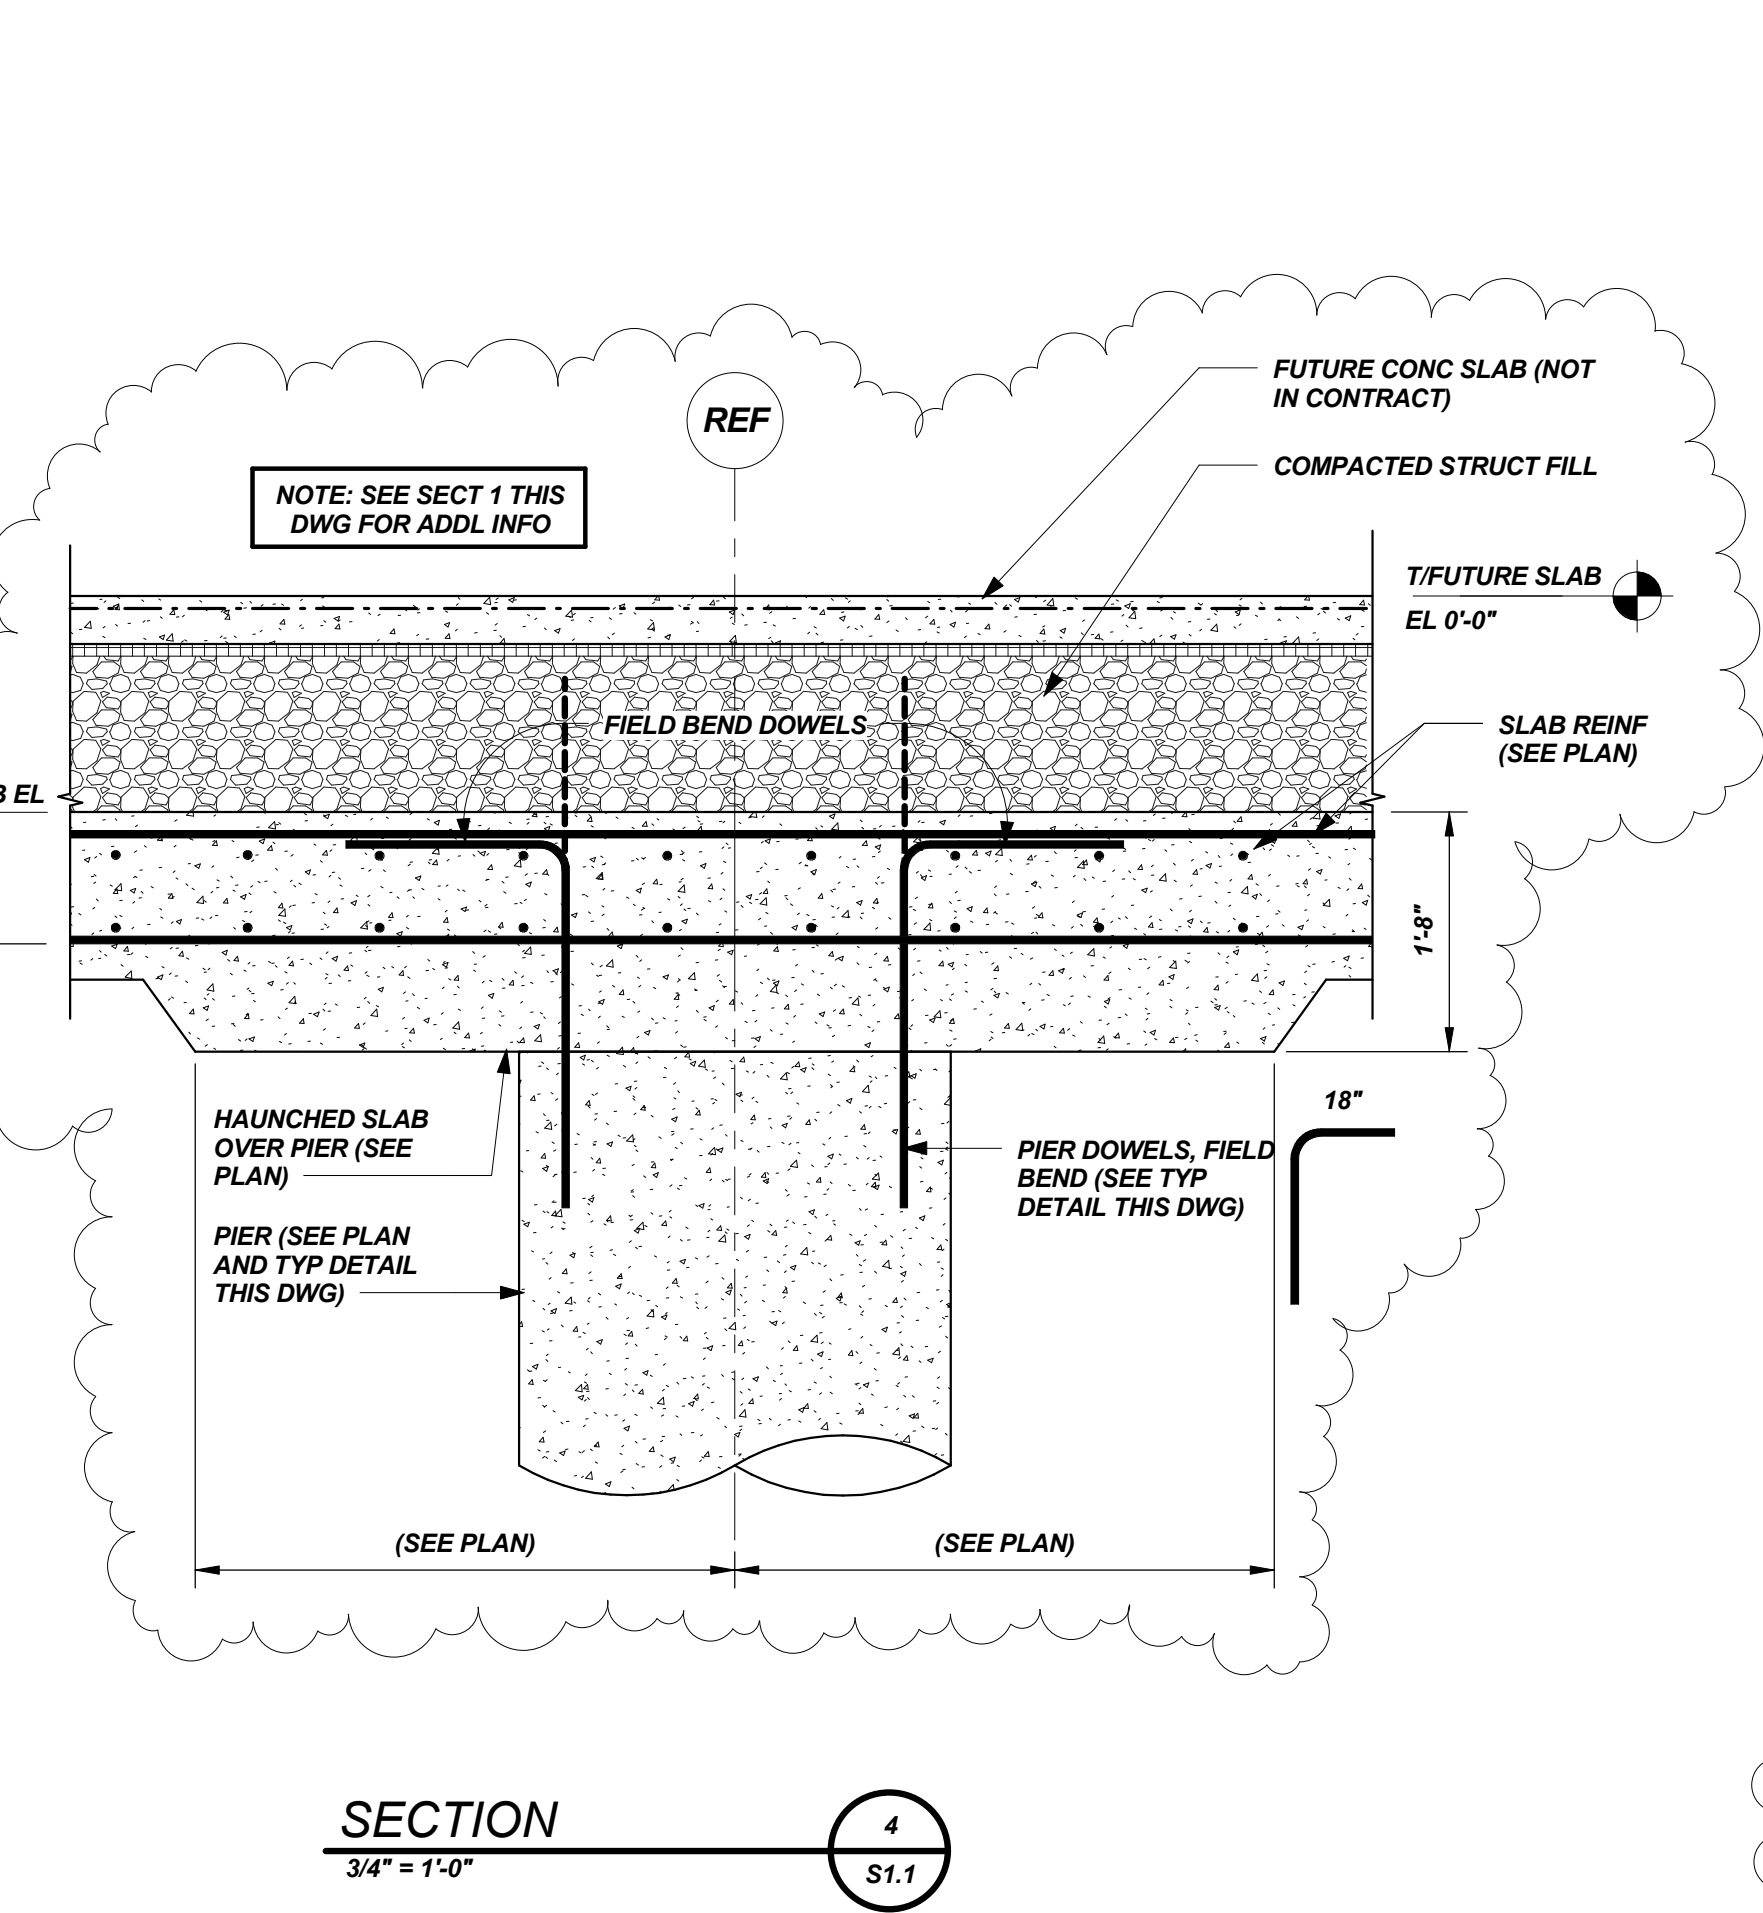 FUTURE CONC SLAB (NOT
IN CONTRACT)
REF
COMPACTED STRUCT FILL
NOTE: SEE SECT 1 THIS
DWG FOR ADDL INFO
T/FUTURE SLAB
EL 0'-0"
FIELD BEND DOWELS
SLAB REINF
(SEE PLAN)
B EL
1'-8"
HAUNCHED SLAB
OVER PIER (SEE
PLAN)
18"
PIER DOWELS, FIELD
BEND (SEE TYP
DETAIL THIS DWG)
PIER (SEE PLAN
AND TYP DETAIL
THIS DWG)
(SEE PLAN)
(SEE PLAN)
SECTION
3/4" = 1'-0"
4
S1.1